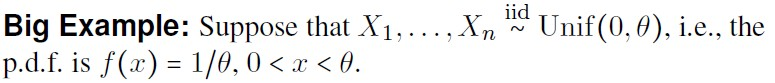 Big Example: Suppose that X₁, . . . , Xₙ iid ~ Unif(0, θ), i.e., the
p.d.f. is f(x) = 1/θ, 0 < x < θ.